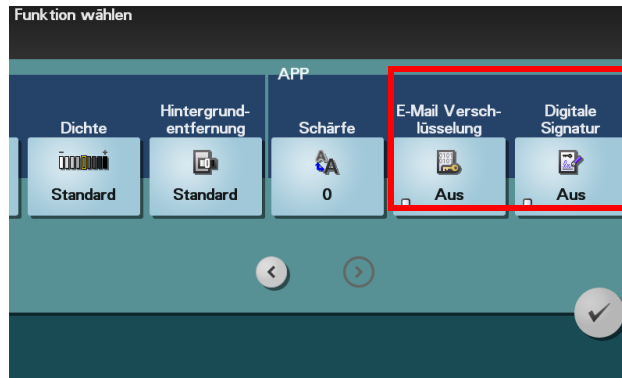 Funktion wählen
APP
Dichte
Hintergrund-
entfernung
Schärfe
E-Mail Versch-
lüsselung
Digitale
Signatur
Standard
Standard
0
Aus
Aus